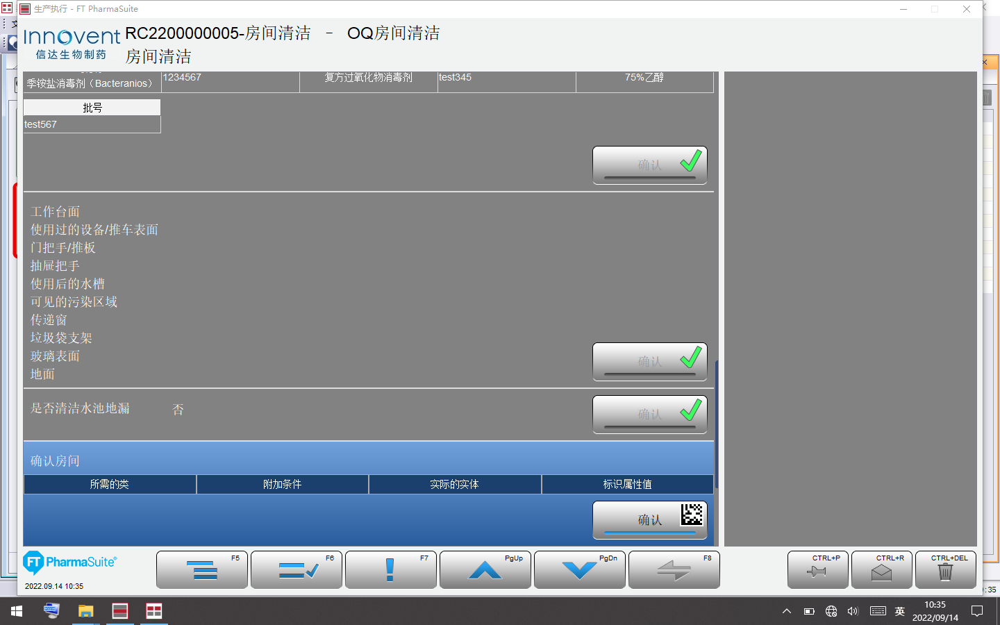 生产执行 - FT PharmaSuite
Innovent
信达生物制药
RC2200000005-房间清洁 - OQ房间清洁
房间清洁
季铵盐消毒剂（Bacteranios） 1234567 复方过氧化物消毒剂 test345 75%乙醇
批号
test567
确认
工作台面
使用过的设备/推车表面
门把手/推板
抽屉把手
使用后的水槽
可见的污染区域
传递窗
垃圾袋支架
玻璃表面
地面
确认
是否清洁水池地漏 否
确认
确认房间
所需的类 附加条件 实际的实体 标识属性值
确认
FT PharmaSuite
2022.09.14 10:35
F5 F6 F7 PgUp PgDn F8 CTRL+P CTRL+R CTRL+DEL
:35
英
10:35
2022/09/14